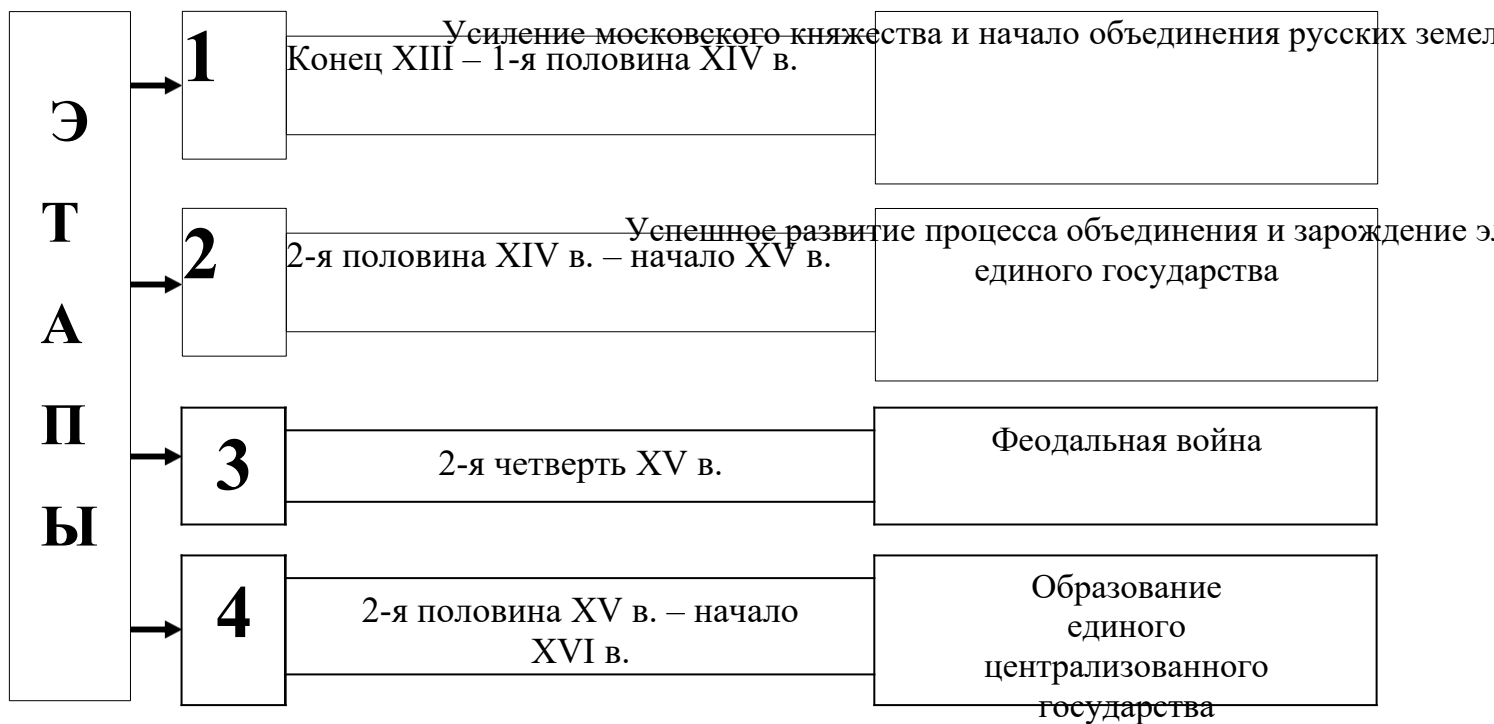 ЭТАПЫ
1
Конец XIII – 1-я половина XIV в.
Усиление московского княжества и начало объединения русских земел
2
2-я половина XIV в. – начало XV в.
Успешное развитие процесса объединения и зарождение
единого государства
3
2-я четверть XV в.
Феодальная война
4
2-я половина XV в. – начало
XVI в.
Образование
единого
централизованного
государства